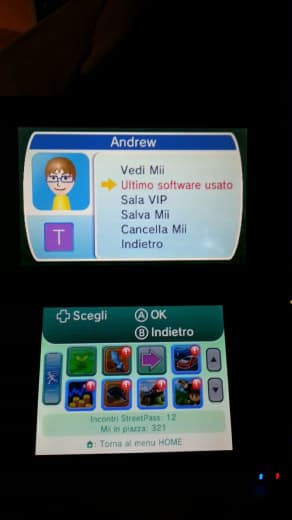 Andrew
Vedi Mii
Ultimo software usato
Sala VIP
Salva Mii
Cancella Mii
Indietro
T
Scegli
A OK
B Indietro
Incontri StreetPass: 12
Mii in piazza: 321
: Torna al menu HOME